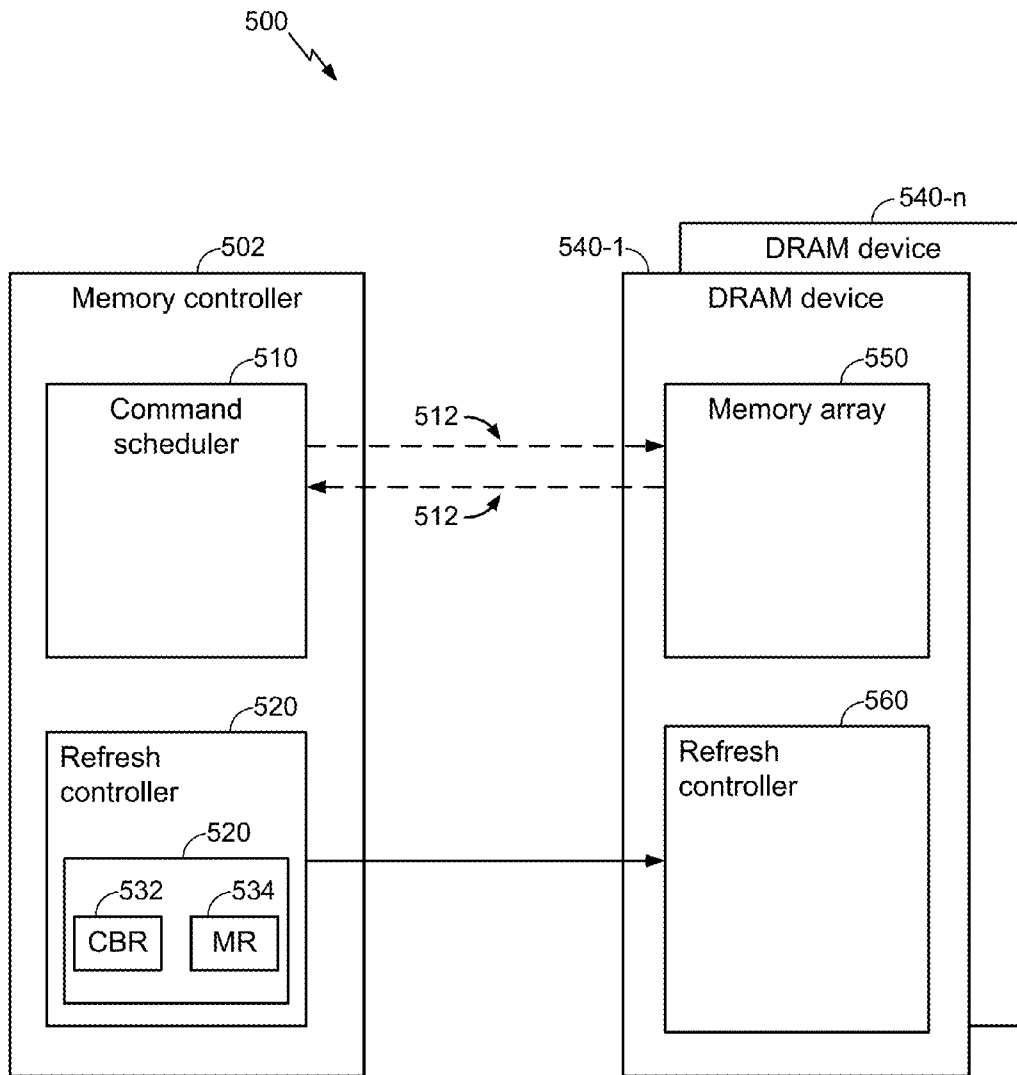 500
540-n
DRAM device
502
Memory controller
540-1
DRAM device
510
Command
scheduler
512
512
550
Memory array
520
Refresh
controller
520
532
CBR
534
MR
560
Refresh
controller